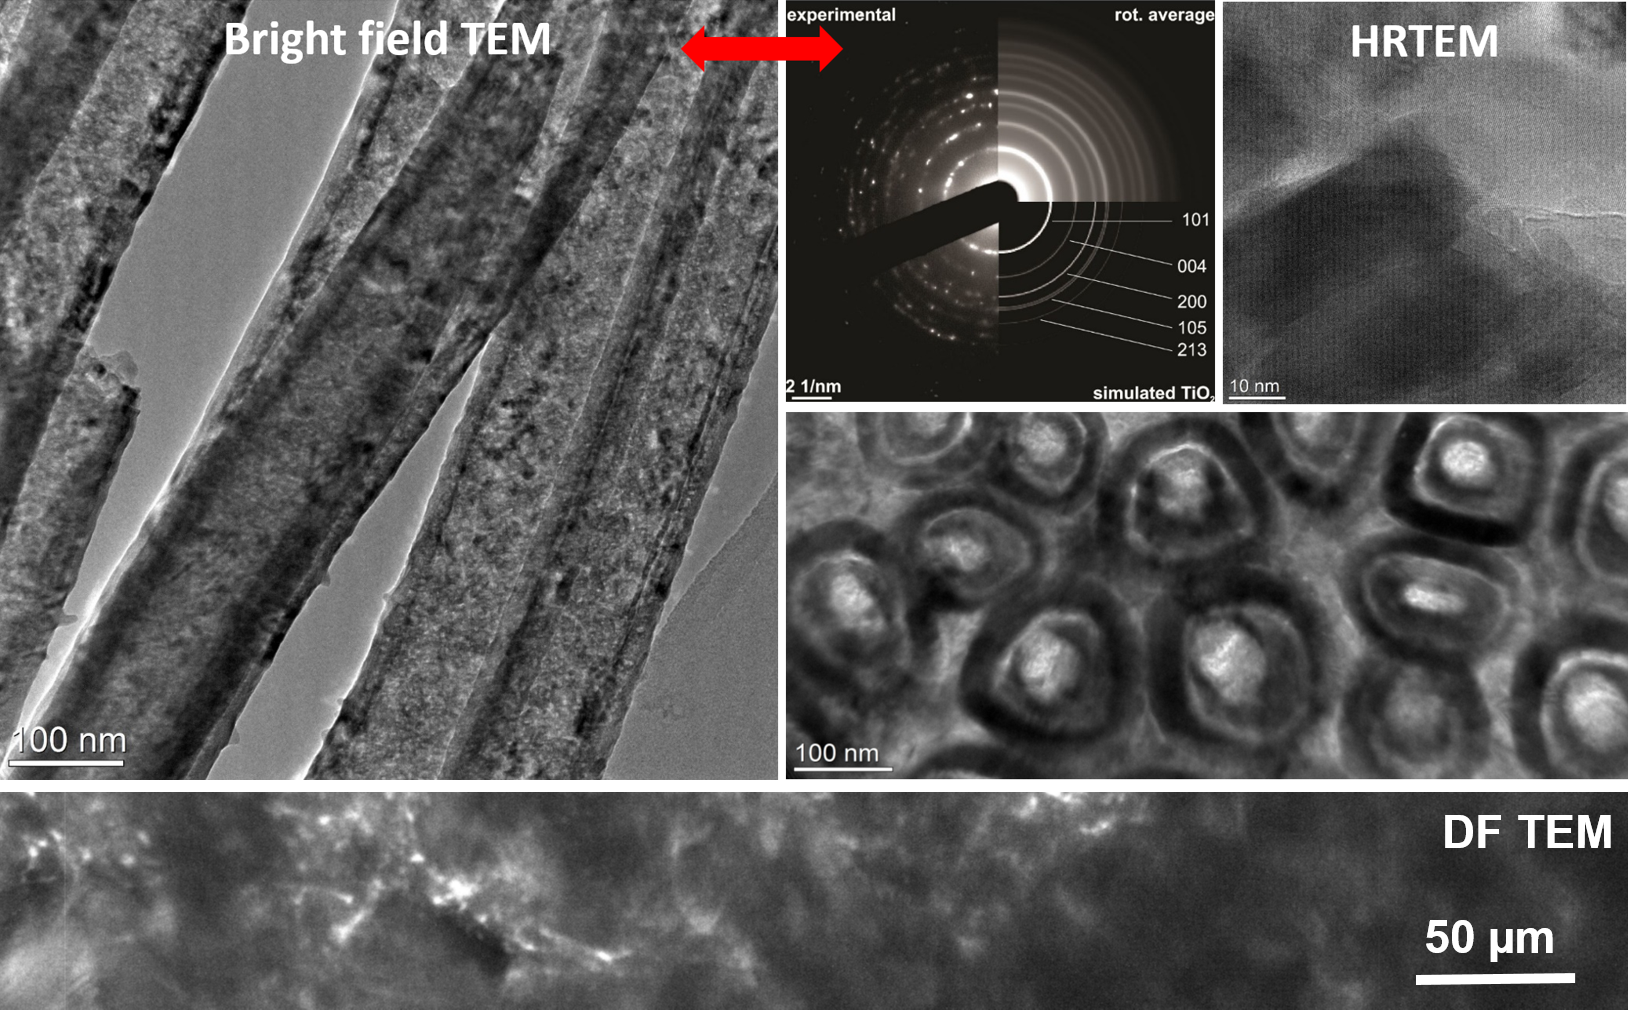 Bright field TEM
100 nm
experimental
rot. average
101
004
200
105
213
2 1/nm
simulated TiO₂
HRTEM
10 nm
100 nm
DF TEM
50 µm